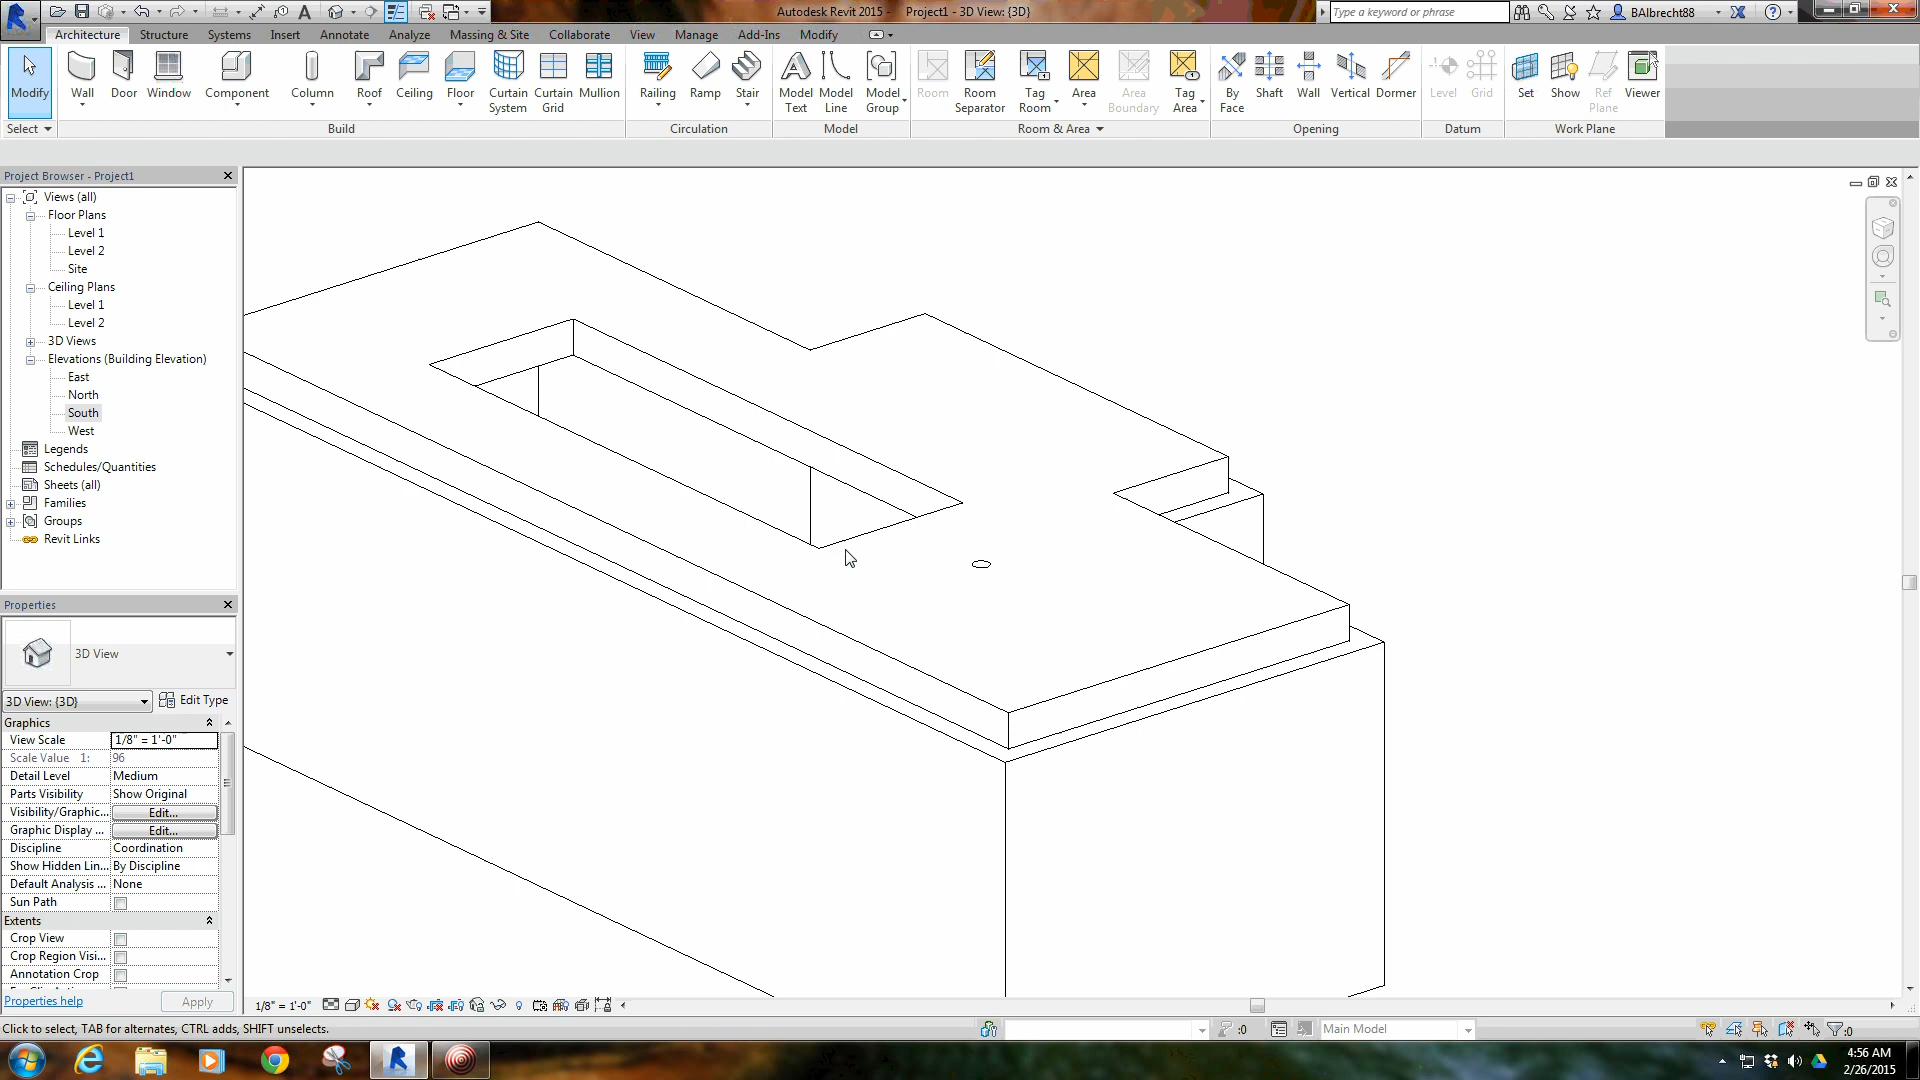 Autodesk Revit 2015 - Project1 - 3D View: {3D}
Type a keyword or phrase
BAlbrecht88
Architecture Structure Systems Insert Annotate Analyze Massing & Site Collaborate View Manage Add-Ins Modify
Modify
Wall
Door
Window
Component
Column
Roof
Ceiling
Floor
Curtain System
Curtain Grid
Mullion
Railing
Ramp
Stair
Model Text
Model Line
Model Group
Room
Room Separator
Tag Room
Area
Area Boundary
Tag Area
By Face
Shaft
Wall
Vertical
Dormer
Level
Grid
Set
Show
Ref Plane
Viewer
Select Build Circulation Model Room & Area Opening Datum Work Plane
Project Browser - Project1
Views (all)
Floor Plans
Level 1
Level 2
Site
Ceiling Plans
Level 1
Level 2
3D Views
Elevations (Building Elevation)
East
North
South
West
Legends
Schedules/Quantities
Sheets (all)
Families
Groups
Revit Links
Properties
3D View
3D View: {3D} Edit Type
Graphics
View Scale 1/8" = 1'-0"
Scale Value 1: 96
Detail Level Medium
Parts Visibility Show Original
Visibility/Graphic... Edit...
Graphic Display ... Edit...
Discipline Coordination
Show Hidden Lin... By Discipline
Default Analysis ... None
Sun Path
Extents
Crop View
Crop Region Visi...
Annotation Crop
Properties help Apply
1/8" = 1'-0"
Click to select, TAB for alternates, CTRL adds, SHIFT unselects.
:0
Main Model
:0
4:56 AM
2/26/2015